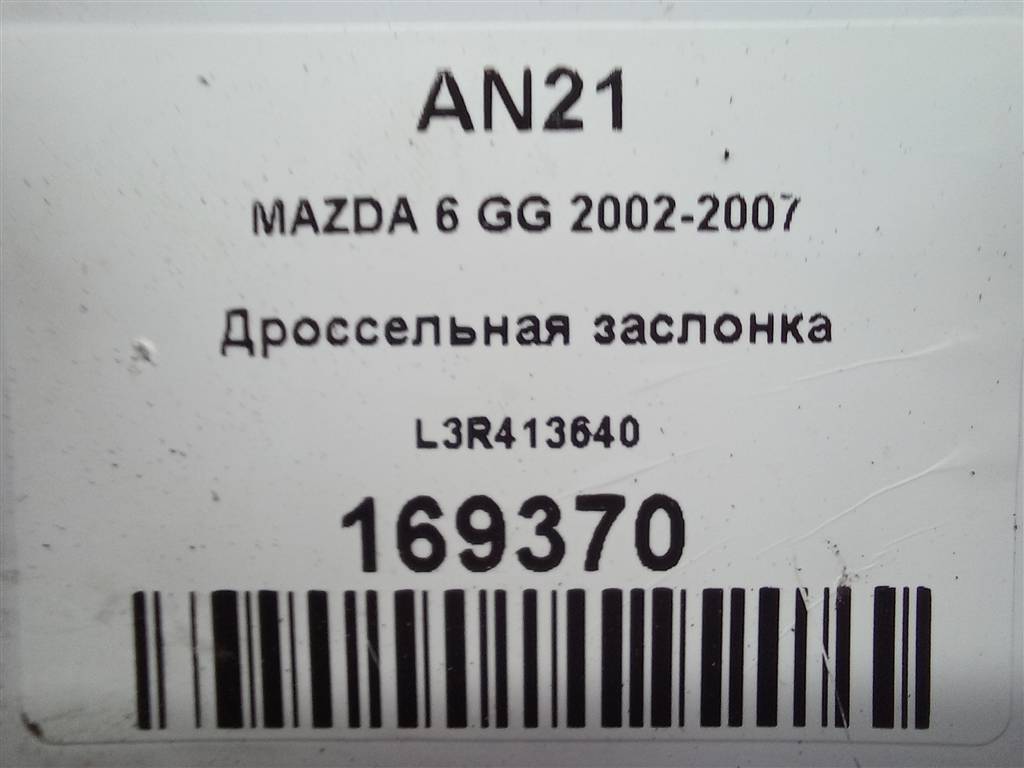 AN21
MAZDA 6 GG 2002-2007
Дроссельная заслонка
L3R413640
169370